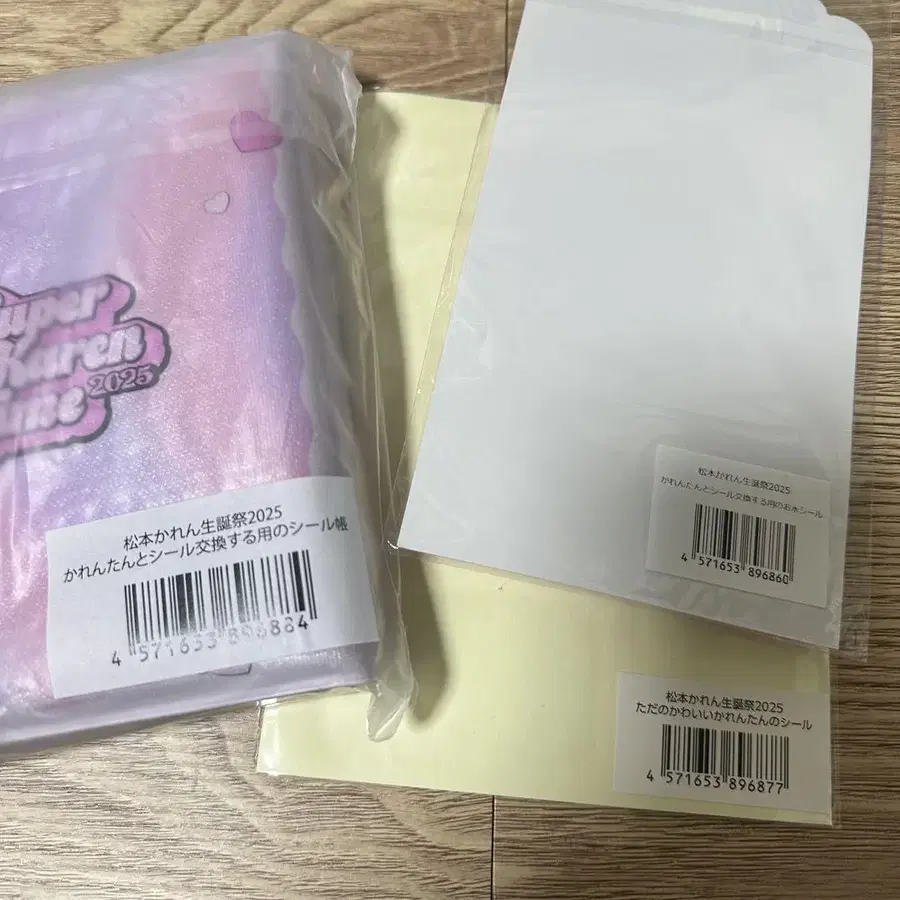 Super
Karen
Time
2025
松本かれん生誕祭2025
かれんたんとシール交換する用のシール帳
4 571653 896884
松本かれん生誕祭2025
かれんたんとシール交換する用のお水シール
4 571653 896860
松本かれん生誕祭2025
ただのかわいいかれんたんのシール
4 571653 896877